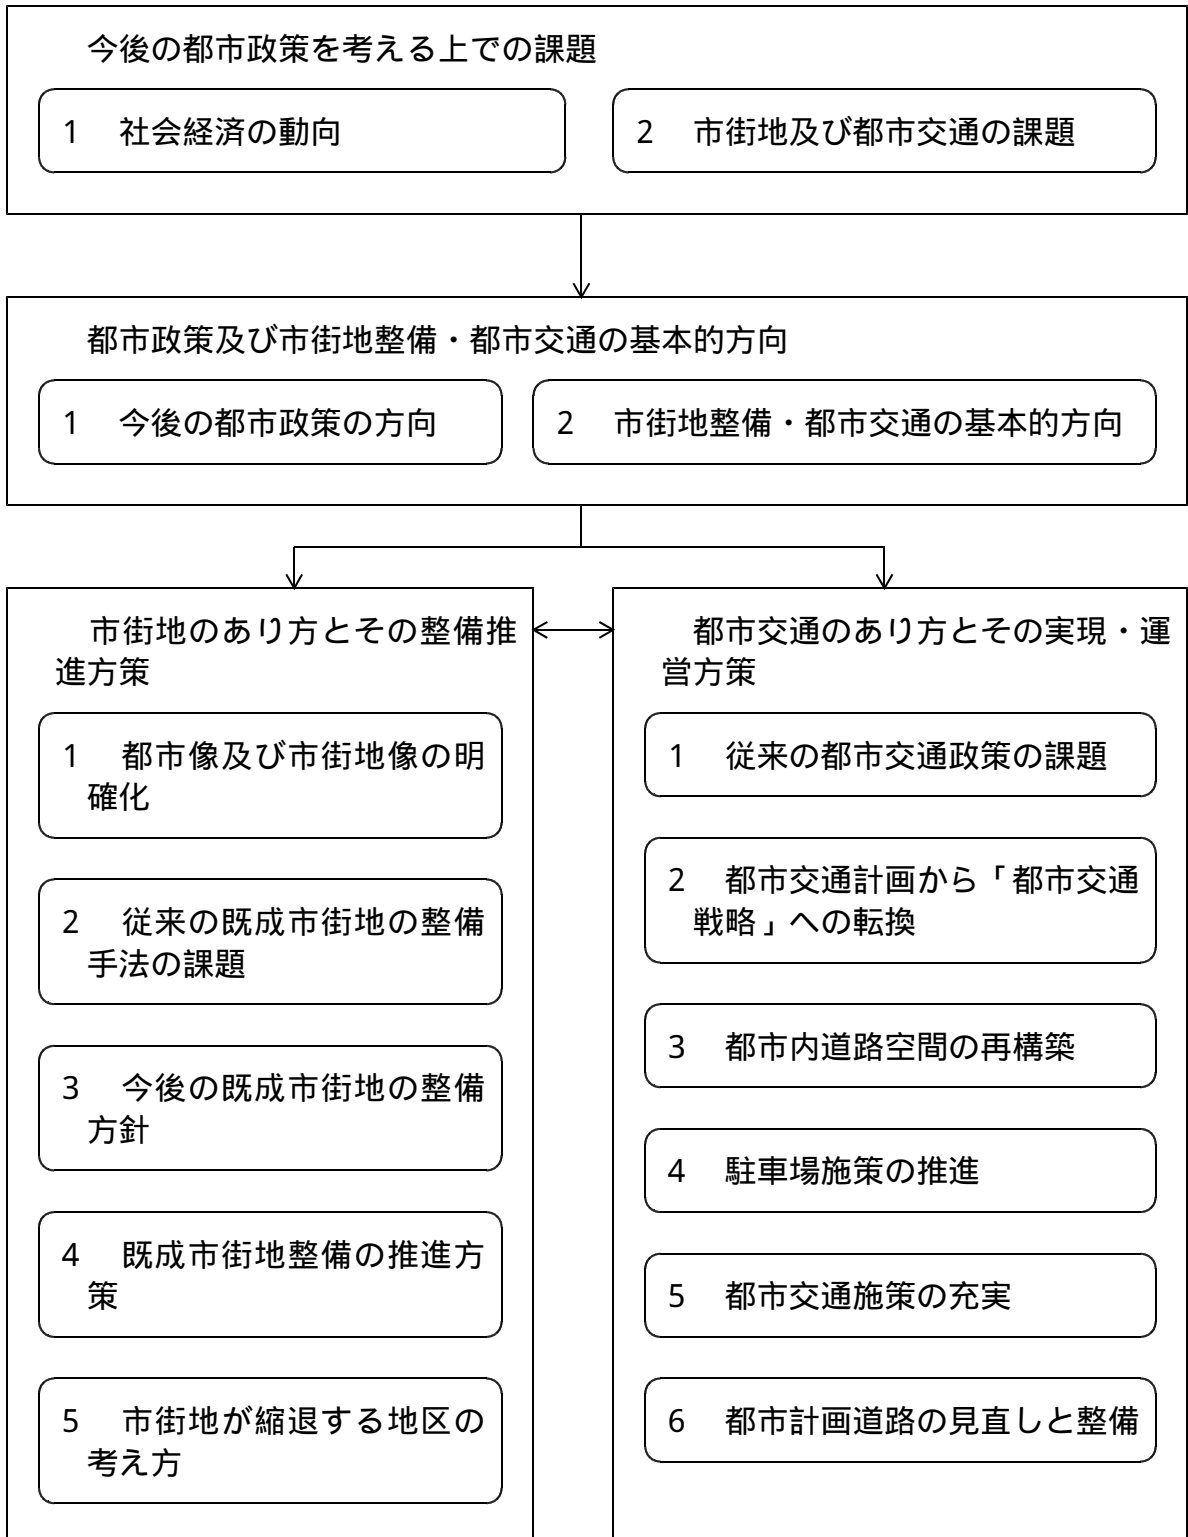 今後の都市政策を考える上での課題
1　社会経済の動向
2　市街地及び都市交通の課題
都市政策及び市街地整備・都市交通の基本的方向
1　今後の都市政策の方向
2　市街地整備・都市交通の基本的方向
市街地のあり方とその整備推
進方策
1　都市像及び市街地像の明
確化
2　従来の既成市街地の整備
手法の課題
3　今後の既成市街地の整備
方針
4　既成市街地整備の推進方
策
5　市街地が縮退する地区の
考え方
都市交通のあり方とその実現・運
営方策
1　従来の都市交通政策の課題
2　都市交通計画から「都市交通
戦略」への転換
3　都市内道路空間の再構築
4　駐車場施策の推進
5　都市交通施策の充実
6　都市計画道路の見直しと整備